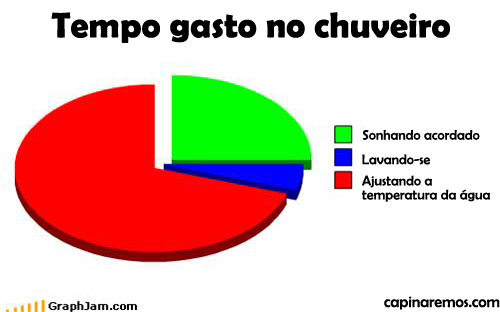 Tempo gasto no chuveiro
Sonhando acordado
Lavando-se
Ajustando a
temperatura da água
GraphJam.com
capinaremos.com